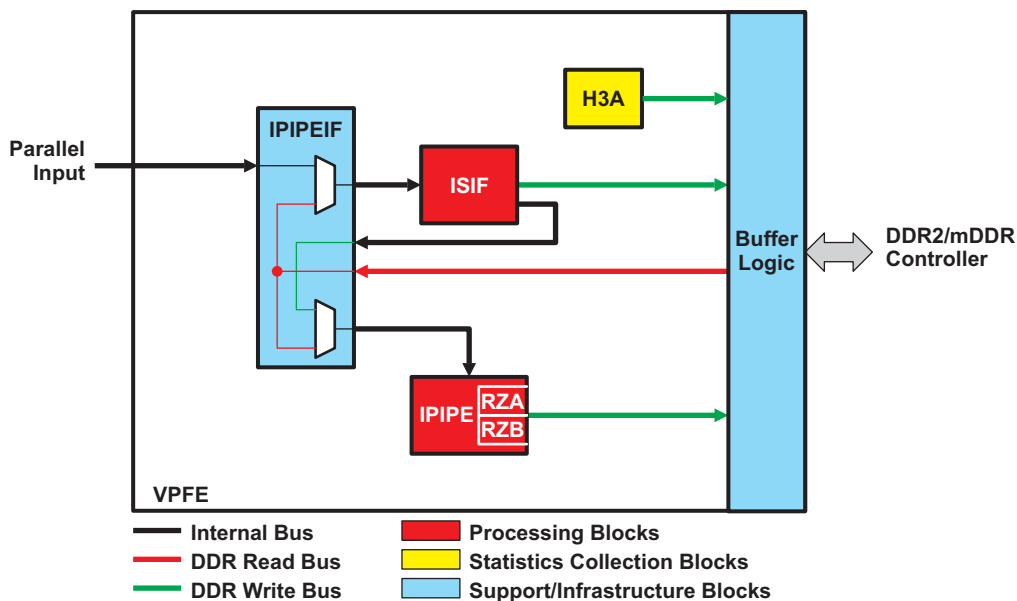 H3A
IPIPEIF
Parallel
Input
ISIF
Buffer
Logic
DDR2/mDDR
Controller
IPIPE
RZA
RZB
VPFE
Internal Bus
Processing Blocks
DDR Read Bus
Statistics Collection Blocks
DDR Write Bus
Support/Infrastructure Blocks